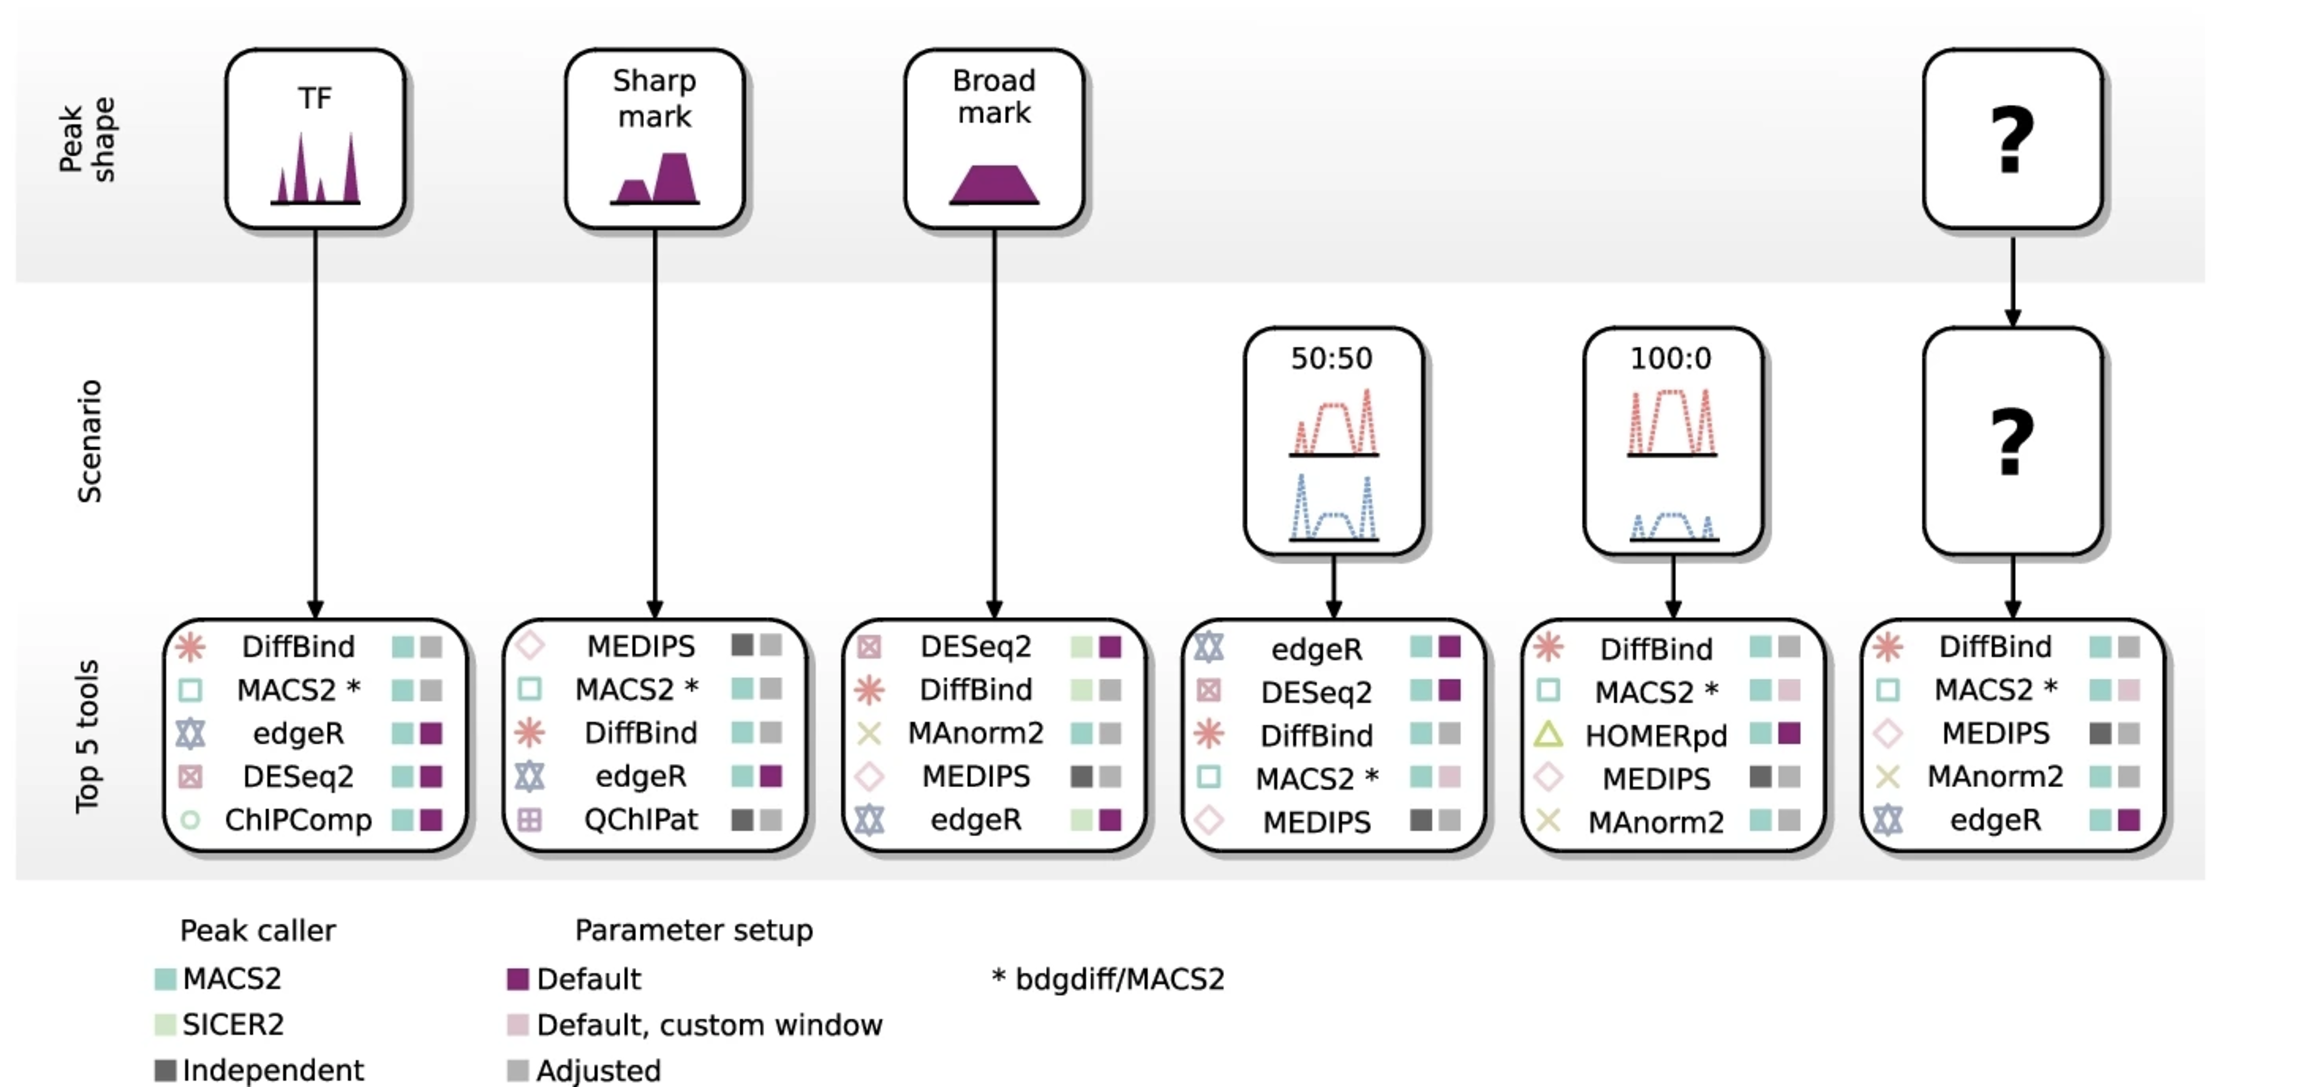 Peak
shape
TF
Sharp
mark
Broad
mark
?
Scenario
50:50
100:0
?
Top 5 tools
DiffBind
MACS2 *
edgeR
DESeq2
ChIPComp
MEDIPS
MACS2 *
DiffBind
edgeR
QChIPat
DESeq2
DiffBind
MAnorm2
MEDIPS
edgeR
edgeR
DESeq2
DiffBind
MACS2 *
MEDIPS
DiffBind
MACS2 *
HOMERpd
MEDIPS
MAnorm2
DiffBind
MACS2 *
MEDIPS
MAnorm2
edgeR
Peak caller
MACS2
SICER2
Independent
Parameter setup
Default
Default, custom window
Adjusted
* bdgdiff/MACS2